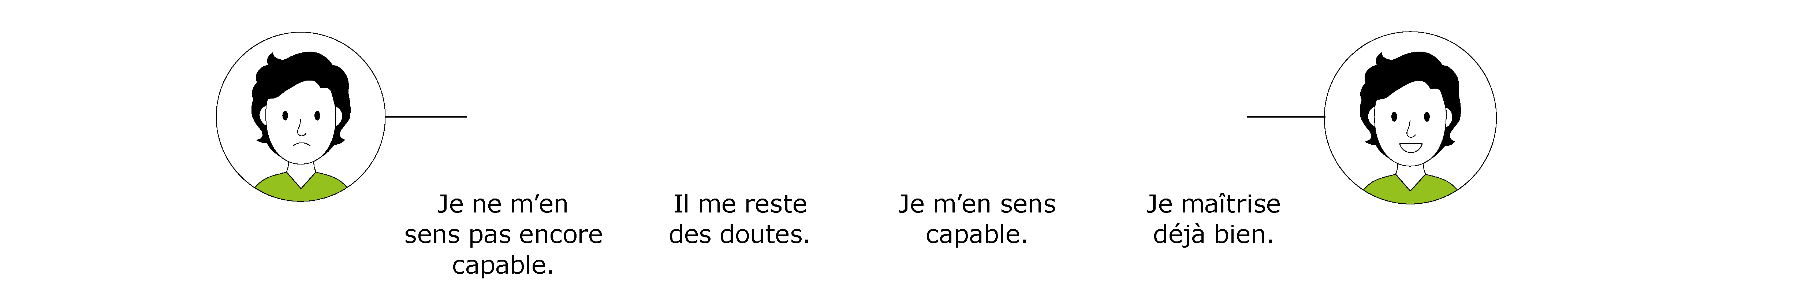 Je ne m’en
sens pas encore
capable.
Il me reste
des doutes.
Je m’en sens
capable.
Je maîtrise
déjà bien.